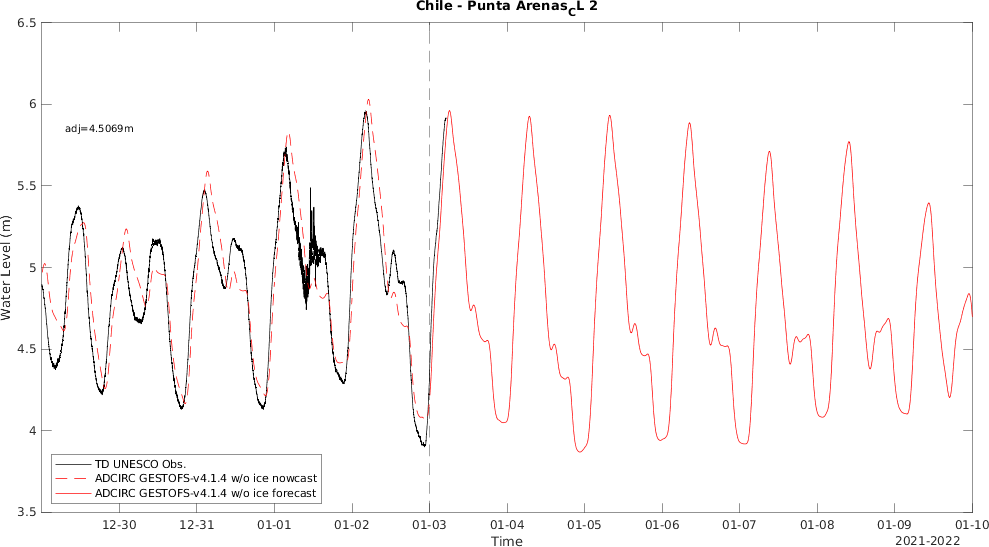 Chile - Punta Arenas_CL 2
6.5
6
5.5
5
4.5
4
3.5
Water Level (m)
adj=4.5069m
TD UNESCO Obs.
ADCIRC GESTOFS-v4.1.4 w/o ice nowcast
ADCIRC GESTOFS-v4.1.4 w/o ice forecast
12-30 12-31 01-01 01-02 01-03 01-04 01-05 01-06 01-07 01-08 01-09 01-10
Time
2021-2022